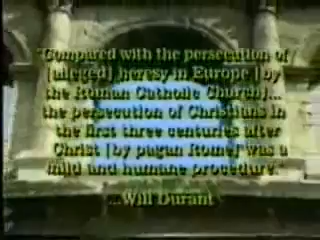 "Compared with the persecution of
[alleged] heresy in Europe [by
the Roman Catholic Church]...
the persecution of Christians in
the first three centuries after
Christ [by pagan Rome] was a
mild and humane procedure."
...Will Durant